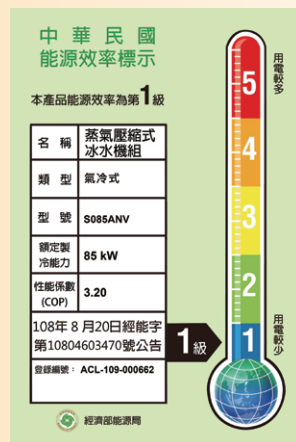 中華民國
能源效率標示
本產品能源效率為第1級
名稱 蒸氣壓縮式冰水機組
類型 氣冷式
型號 S085ANV
額定製冷能力 85 kW
性能係數(COP) 3.20
108年8月20日經能字
第10804603470號公告
登錄編號： ACL-109-000662
經濟部能源局
用電較多
5
4
3
2
1
用電較少
1級